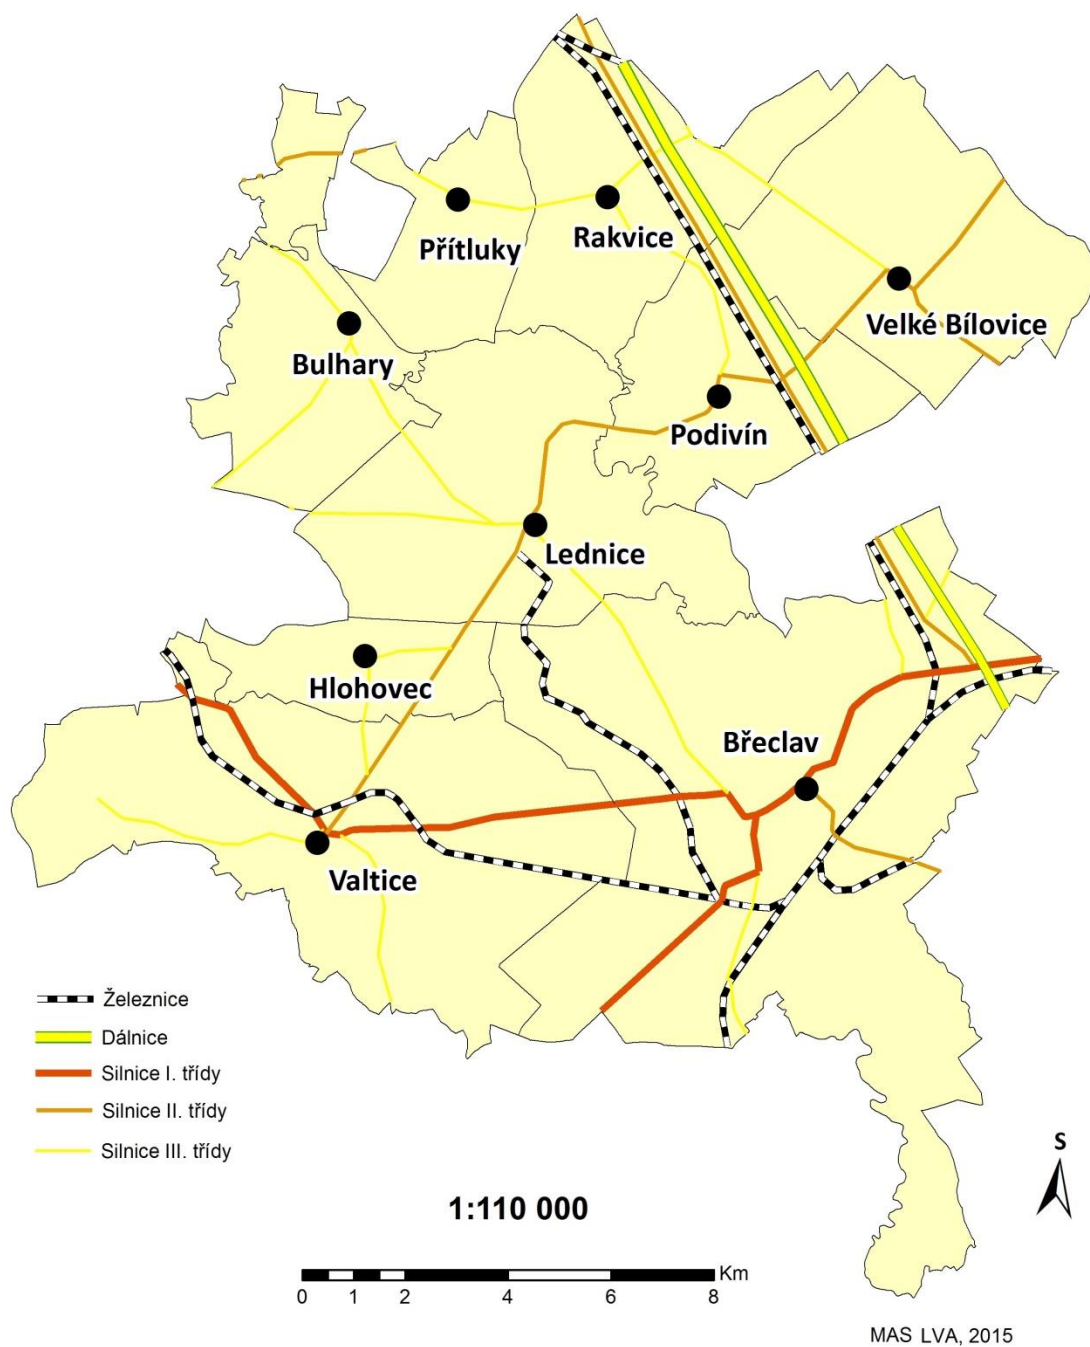 Přítluky
Rakvice
Velké Bílovice
Bulhary
Podivín
Lednice
Hlohovec
Břeclav
Valtice
Železnice
Dálnice
Silnice I. třídy
Silnice II. třídy
Silnice III. třídy
S
1:110 000
Km
0 1 2 4 6 8
MAS LVA, 2015